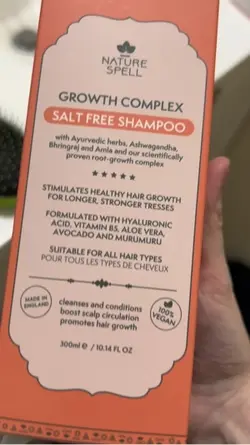 NATURE
SPELL
GROWTH COMPLEX
SALT FREE SHAMPOO
with Ayurvedic herbs, Ashwagandha,
Bhringraj and Amla and our scientifically
proven root-growth complex
STIMULATES HEALTHY HAIR GROWTH
FOR LONGER, STRONGER TRESSES
FORMULATED WITH HYALURONIC
ACID, VITAMIN B5, ALOE VERA,
AVOCADO AND MURUMURU
SUITABLE FOR ALL HAIR TYPES
POUR TOUS LES TYPES DE CHEVEUX
MADE IN
ENGLAND
cleanses and conditions
boost scalp circulation
promotes hair growth
100%
VEGAN
300ml e / 10.14 FL OZ